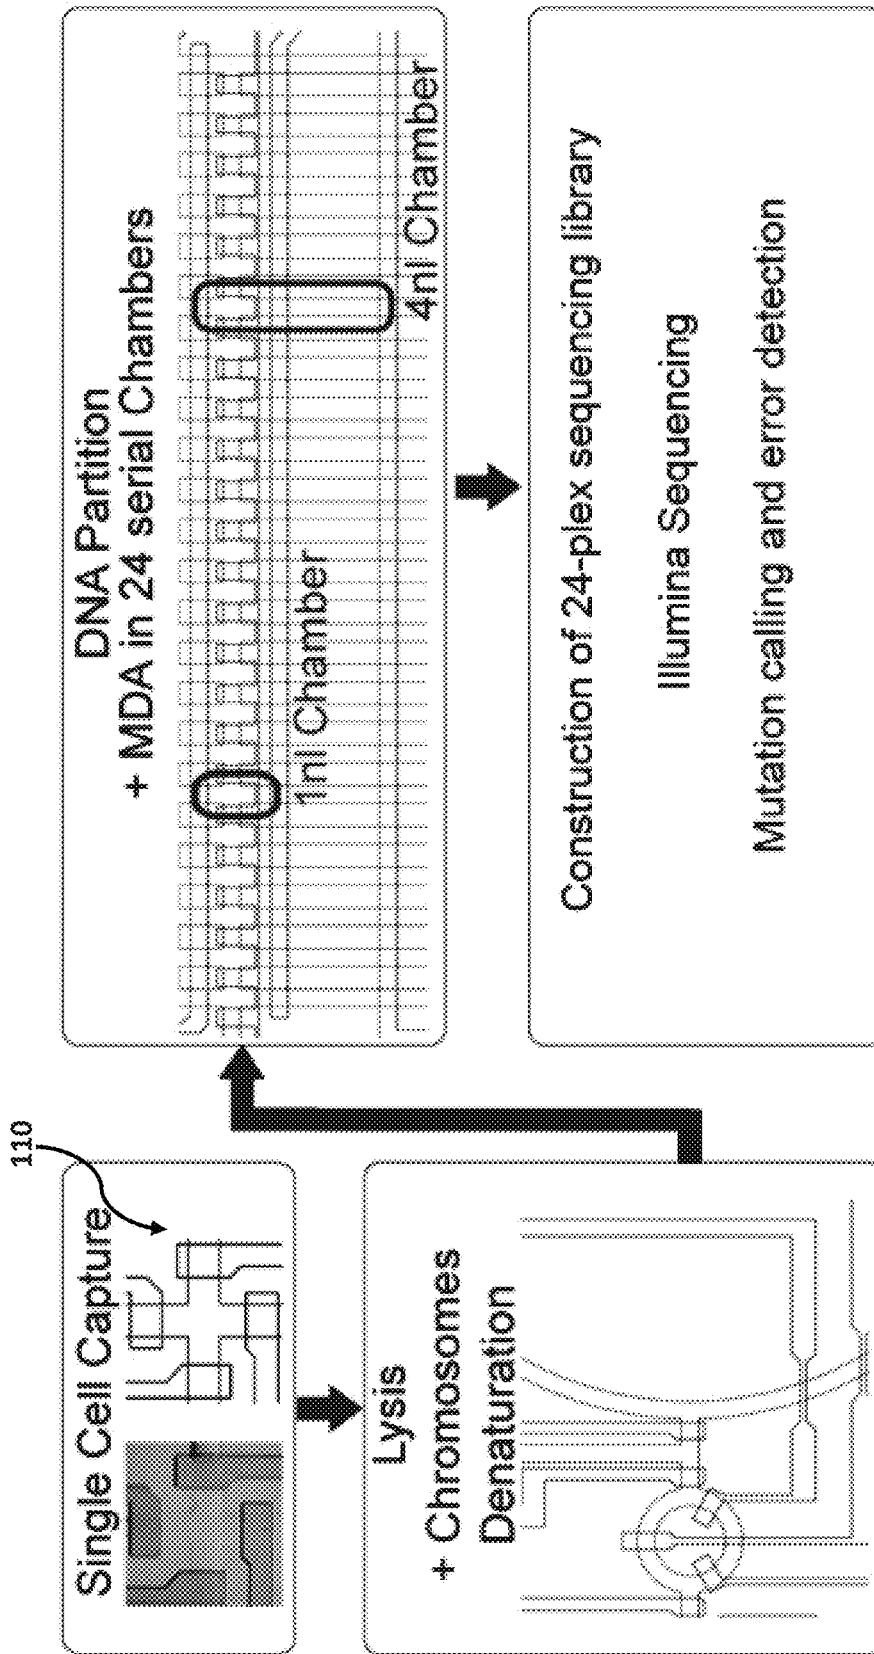 Single Cell Capture
110
Lysis
+ Chromosomes
Denaturation
DNA Partition
+ MDA in 24 serial Chambers
1nl Chamber
4nl Chamber
Construction of 24-plex sequencing library
Illumina Sequencing
Mutation calling and error detection